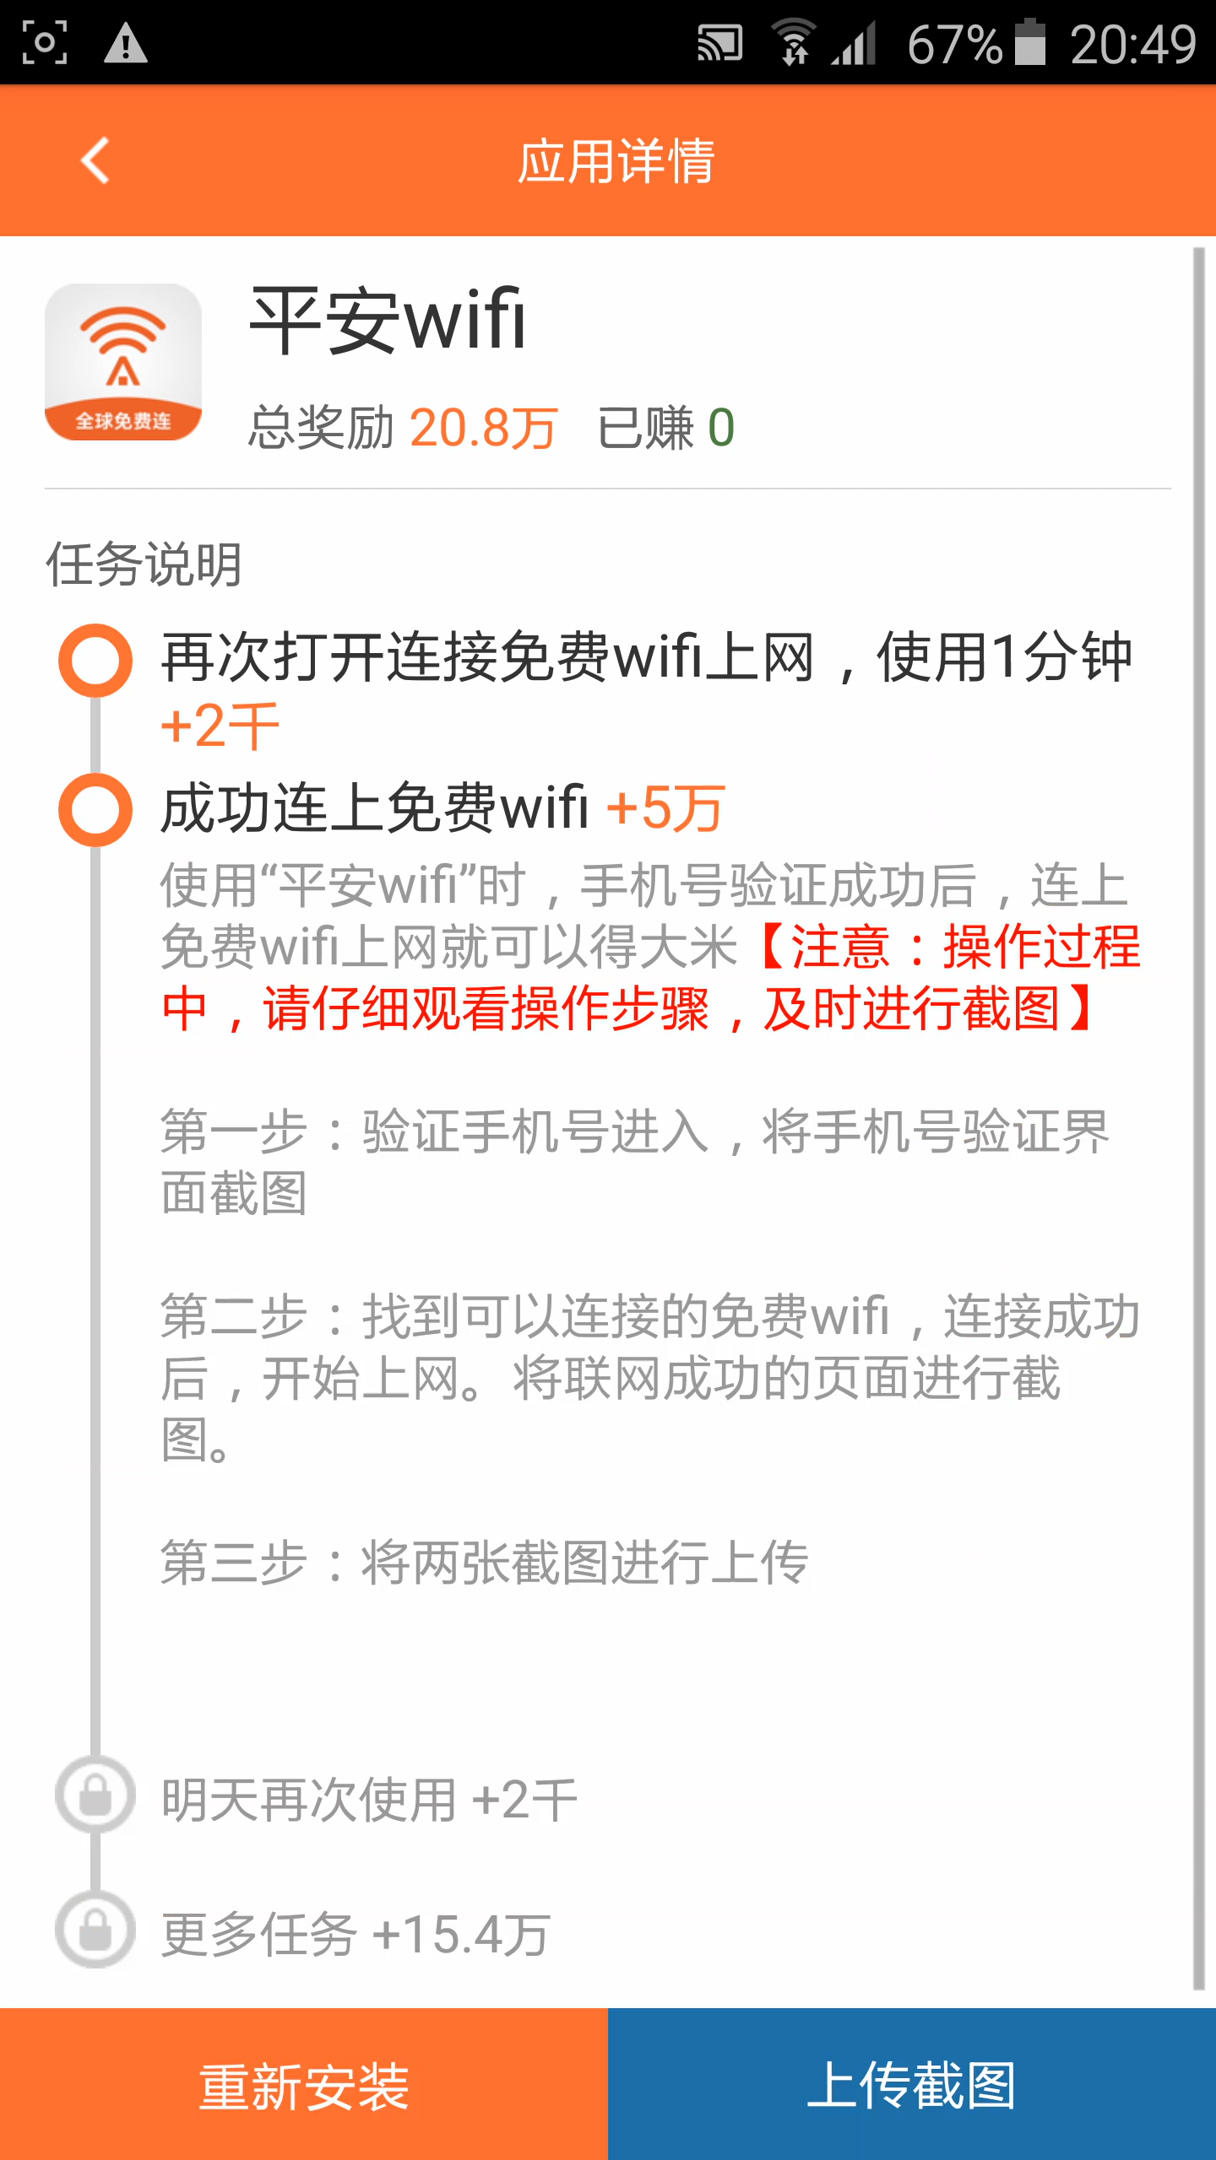 67% 20:49
应用详情
平安wifi
全球免费连
总奖励 20.8万 已赚 0
任务说明
再次打开连接免费wifi上网，使用1分钟
+2千
成功连上免费wifi +5万
使用“平安wifi”时，手机号验证成功后，连上
免费wifi上网就可以得大米【注意：操作过程
中，请仔细观看操作步骤，及时进行截图】
第一步：验证手机号进入，将手机号验证界
面截图
第二步：找到可以连接的免费wifi，连接成功
后，开始上网。将联网成功的页面进行截
图。
第三步：将两张截图进行上传
明天再次使用 +2千
更多任务 +15.4万
重新安装
上传截图